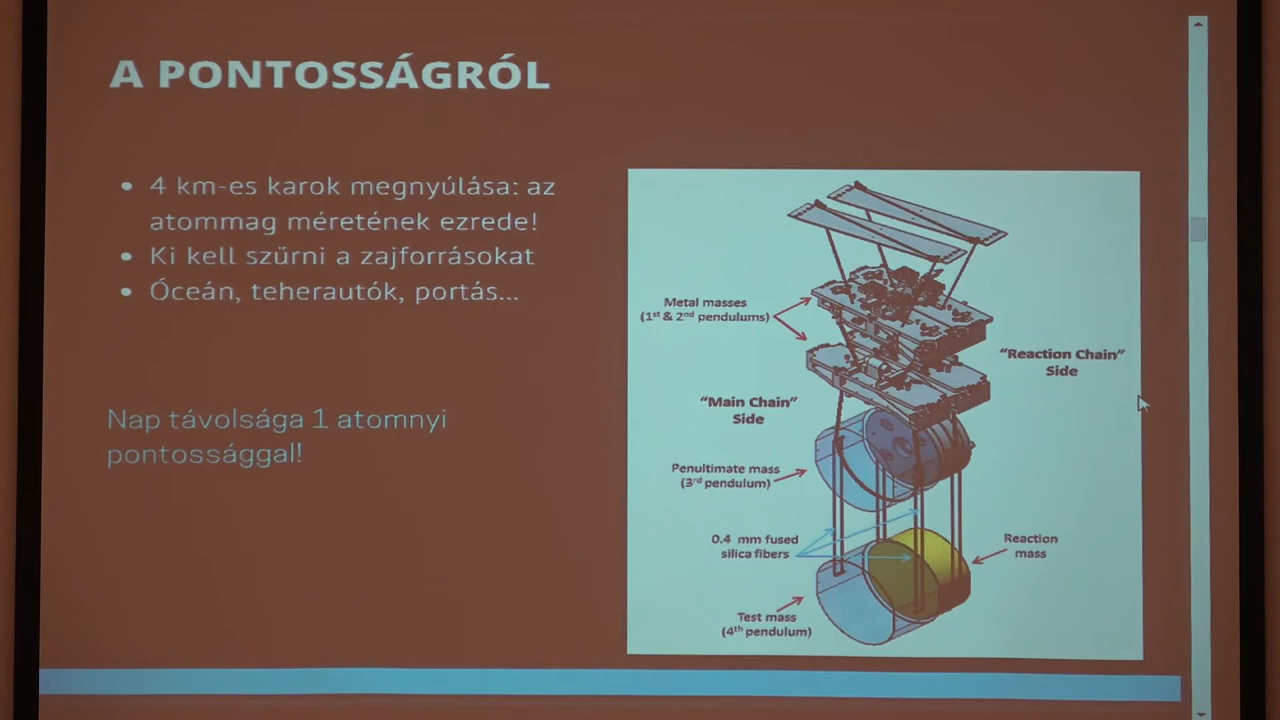 A PONTOSSÁGRÓL
• 4 km-es karok megnyúlása: az
atommag méretének ezrede!
• Ki kell szűrni a zajforrásokat
• Óceán, teherautók, portás...
Nap távolsága 1 atomnyi
pontossággal!
Metal masses
(1st & 2nd pendulums)
"Reaction Chain"
Side
"Main Chain"
Side
Penultimate mass
(3rd pendulum)
0.4 mm fused
silica fibers
Reaction
mass
Test mass
(4th pendulum)